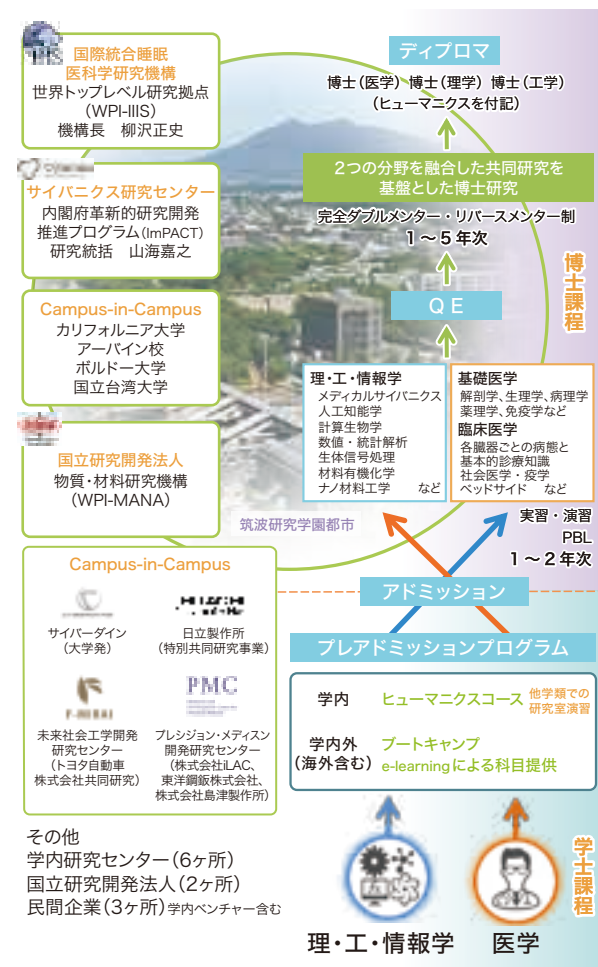 国際統合睡眠
医科学研究機構
世界トップレベル研究拠点
(WPI-IIIS)
機構長 柳沢正史
サイバニクス研究センター
内閣府革新的研究開発
推進プログラム(ImPACT)
研究統括 山海嘉之
Campus-in-Campus
カリフォルニア大学
アーバイン校
ボルドー大学
国立台湾大学
国立研究開発法人
物質・材料研究機構
(WPI-MANA)
筑波研究学園都市
Campus-in-Campus
サイバーダイン
(大学発)
日立製作所
(特別共同研究事業)
未来社会工学開発
研究センター
(トヨタ自動車
株式会社共同研究)
PMC
プレシジョン・メディスン
開発研究センター
(株式会社iLAC、
東洋鋼鈑株式会社、
株式会社島津製作所)
その他
学内研究センター(6ヶ所)
国立研究開発法人(2ヶ所)
民間企業(3ヶ所)学内ベンチャー含む
ディプロマ
博士(医学) 博士(理学) 博士(工学)
(ヒューマニクスを付記)
2つの分野を融合した共同研究を
基盤とした博士研究
完全ダブルメンター・リバースメンター制
1〜5年次
博士課程
QE
理・工・情報学
メディカルサイバニクス
人工知能学
計算生物学
数値・統計解析
生体信号処理
材料有機化学
ナノ材料工学 など
基礎医学
解剖学、生理学、病理学
薬理学、免疫学など
臨床医学
各臓器ごとの病態と
基本的診療知識
社会医学・疫学
ベッドサイド など
実習・演習
PBL
1〜2年次
アドミッション
プレアドミッションプログラム
学内 ヒューマニクスコース 他学類での
研究室演習
学内外 ブートキャンプ
(海外含む) e-learningによる科目提供
学士課程
理・工・情報学 医学